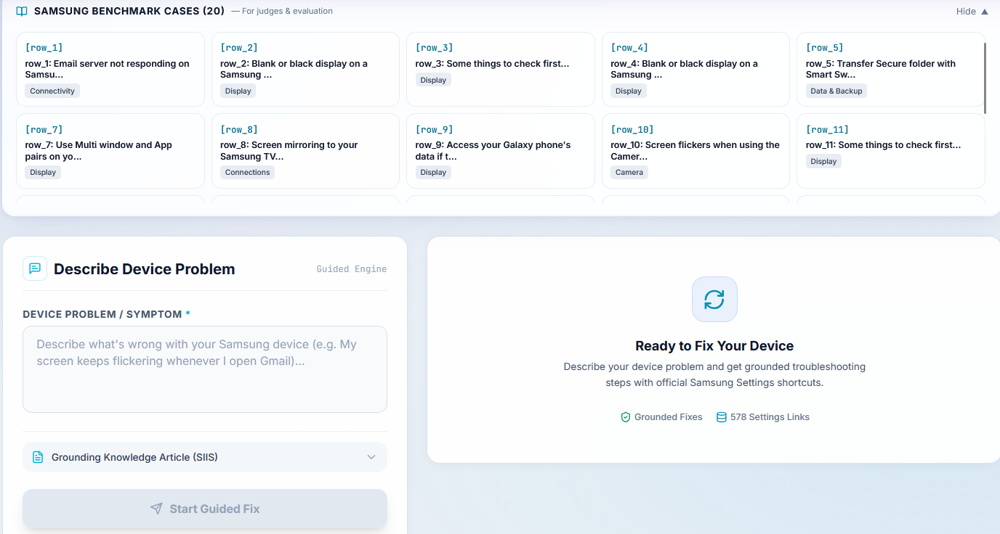 SAMSUNG BENCHMARK CASES (20) — For judges & evaluation Hide ▲
[row_1]
row_1: Email server not responding on
Samsu...
Connectivity
[row_2]
row_2: Blank or black display on a
Samsung ...
Display
[row_3]
row_3: Some things to check first...
Display
[row_4]
row_4: Blank or black display on a
Samsung ...
Display
[row_5]
row_5: Transfer Secure folder with
Smart Sw...
Data & Backup
[row_7]
row_7: Use Multi window and App
pairs on yo...
Display
[row_8]
row_8: Screen mirroring to your
Samsung TV...
Connections
[row_9]
row_9: Access your Galaxy phone's
data if t...
Display
[row_10]
row_10: Screen flickers when using the
Camer...
Camera
[row_11]
row_11: Some things to check first...
Display
Describe Device Problem Guided Engine
DEVICE PROBLEM / SYMPTOM *
Describe what's wrong with your Samsung device (e.g. My
screen keeps flickering whenever I open Gmail)...
Grounding Knowledge Article (SIIS)
Start Guided Fix
Ready to Fix Your Device
Describe your device problem and get grounded troubleshooting
steps with official Samsung Settings shortcuts.
Grounded Fixes 578 Settings Links